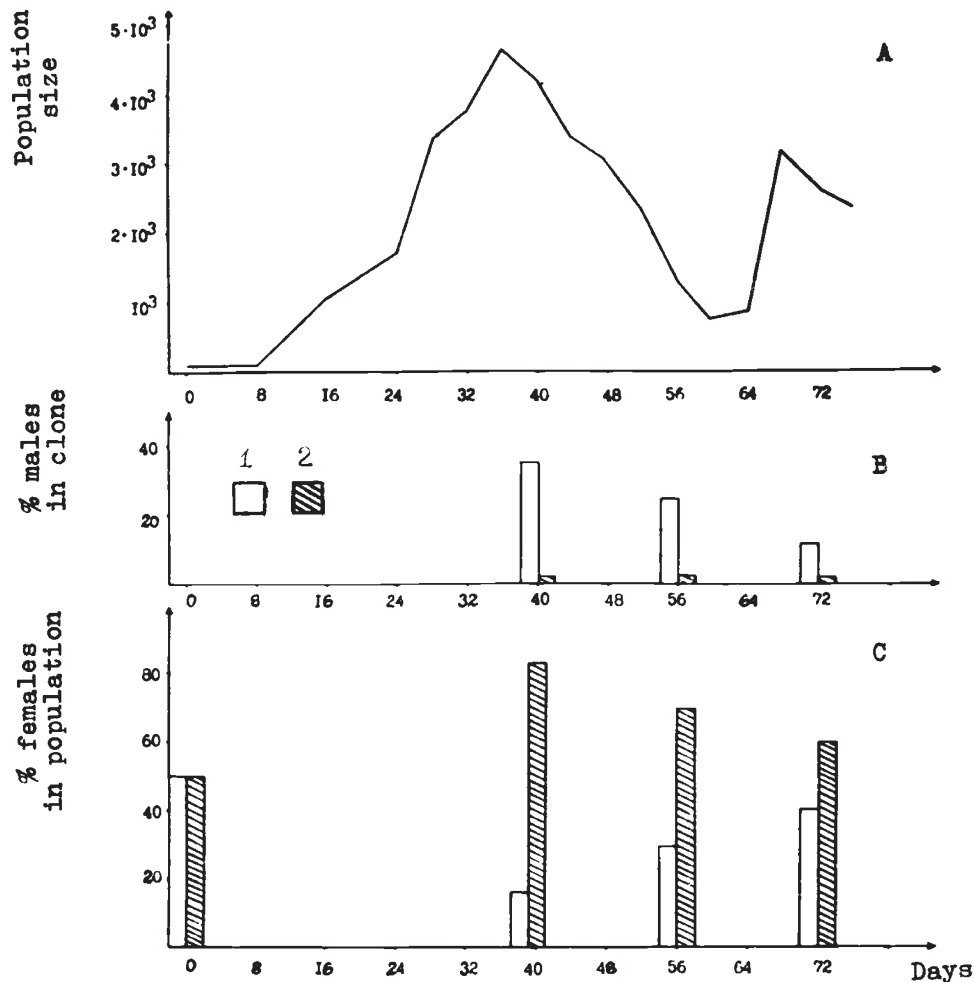 Population
size
5·10³
4·10³
3·10³
2·10³
10³
A
0 8 16 24 32 40 48 56 64 72
% males
in clone
40
20
1 2
B
0 8 16 24 32 40 48 56 64 72
% females
in population
80
60
40
20
C
0 8 16 24 32 40 48 56 64 72 Days